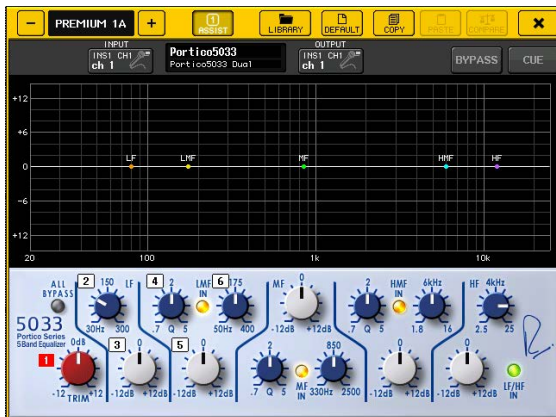 − PREMIUM 1A + 1 ASSIST LIBRARY DEFAULT COPY PASTE COMPARE ×
INPUT
INS1 CH1
ch 1
Portico5033
Portico5033 Dual
OUTPUT
INS1 CH1
ch 1
BYPASS CUE
+12
+6
0
-6
-12
LF LMF MF HMF HF
20 100 1k 10k
ALL BYPASS
2 150 LF
30Hz 300
4 2
.7 Q 5
LMF IN
6 175
50Hz 400
MF 0
-12dB +12dB
2
.7 Q 5
HMF IN
6kHz
1.8 16
HF 4kHz
2.5 25
5033
Portico Series
5 Band Equalizer
1 0dB
-12 +12
TRIM
3 0
-12dB +12dB
5 0
-12dB +12dB
2
.7 Q 5
MF IN
850
330Hz 2500
0
-12dB +12dB
0
-12dB +12dB
LF/HF IN